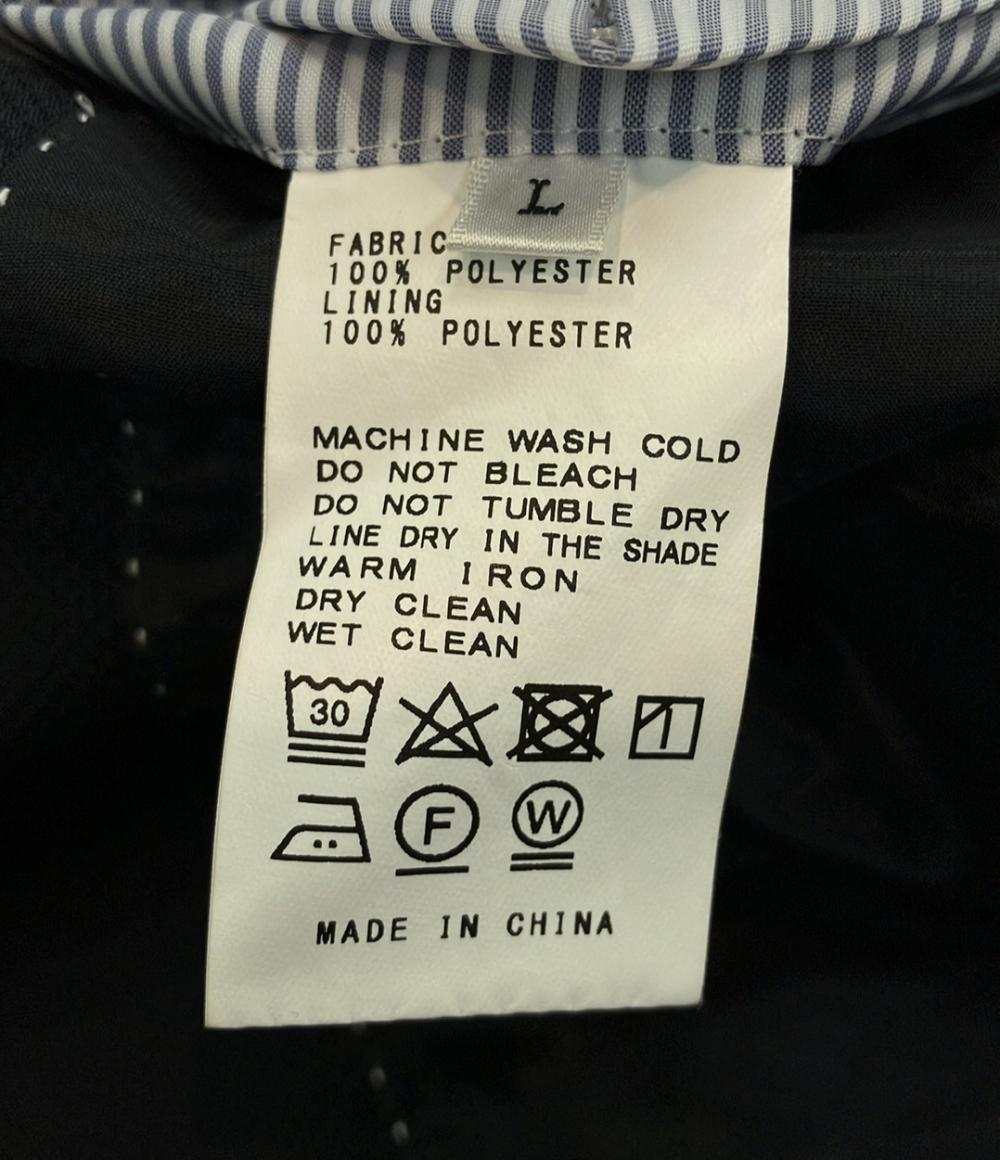 L
FABRIC
100% POLYESTER
LINING
100% POLYESTER
MACHINE WASH COLD
DO NOT BLEACH
DO NOT TUMBLE DRY
LINE DRY IN THE SHADE
WARM IRON
DRY CLEAN
WET CLEAN
30
F W
MADE IN CHINA